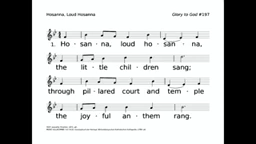 Hosanna, Loud Hosanna
Glory to God #197
1. Ho - san - na, loud ho - san - na,
the lit - tle chil - dren sang;
through pil - lared court and tem - ple
the joy - ful an - them rang.